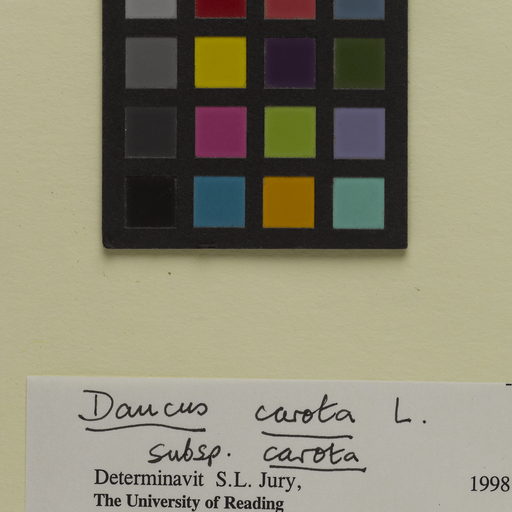 Daucus carota L.
subsp. carota
Determinavit S.L. Jury, 1998
The University of Reading